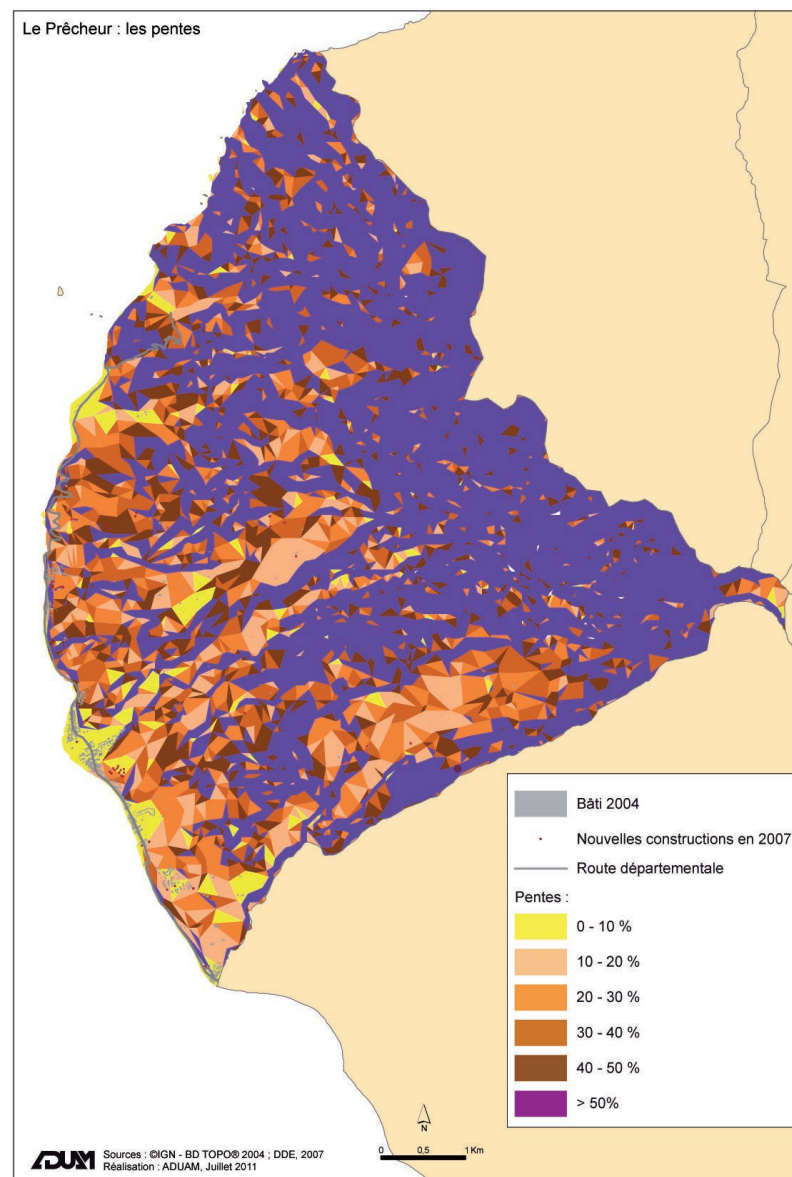 Le Prêcheur : les pentes
Bâti 2004
Nouvelles constructions en 2007
Route départementale
Pentes :
0 - 10 %
10 - 20 %
20 - 30 %
30 - 40 %
40 - 50 %
> 50%
N
ADUAM
Sources : ©IGN - BD TOPO® 2004 ; DDE, 2007
Réalisation : ADUAM, Juillet 2011
0 0,5 1 Km